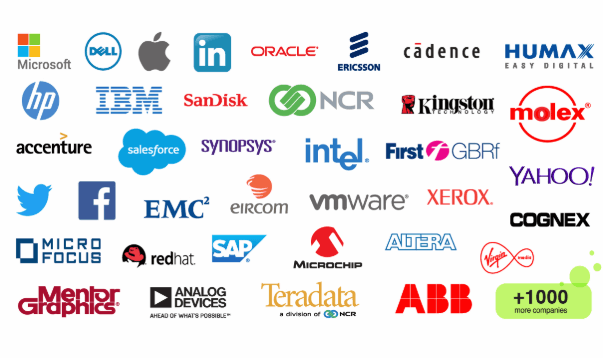 Microsoft
DELL
in
ORACLE
ERICSSON
cādence
HUMAX
EASY DIGITAL
hp
IBM
SanDisk
NCR
Kingston
TECHNOLOGY
molex
accenture
salesforce
SYNOPSYS
intel
First GBRf
YAHOO!
f
EMC²
eircom
vmware
XEROX
COGNEX
MICRO
FOCUS
redhat
SAP
MICROCHIP
ALTERA
Virgin media
Mentor
Graphics
ANALOG
DEVICES
AHEAD OF WHAT'S POSSIBLE
Teradata
a division of NCR
ABB
+1000
more companies